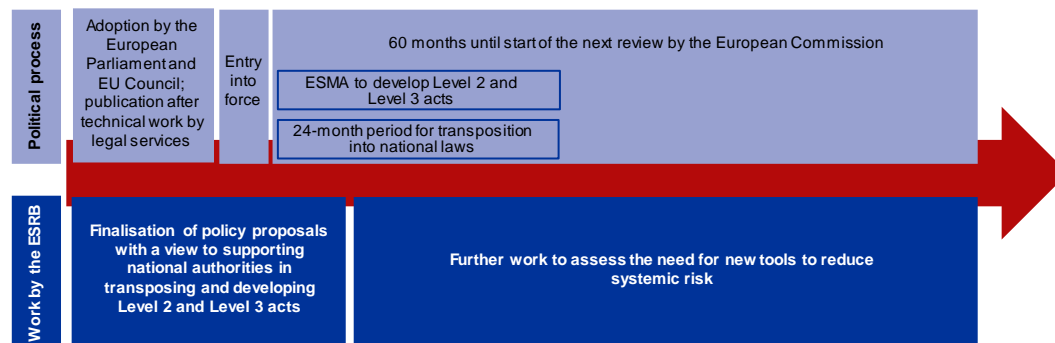 Political process
Adoption by the
European
Parliament and
EU Council;
publication after
technical work by
legal services
Entry
into
force
60 months until start of the next review by the European Commission
ESMA to develop Level 2 and
Level 3 acts
24-month period for transposition
into national laws
Work by the ESRB
Finalisation of policy proposals
with a view to supporting
national authorities in
transposing and developing
Level 2 and Level 3 acts
Further work to assess the need for new tools to reduce
systemic risk